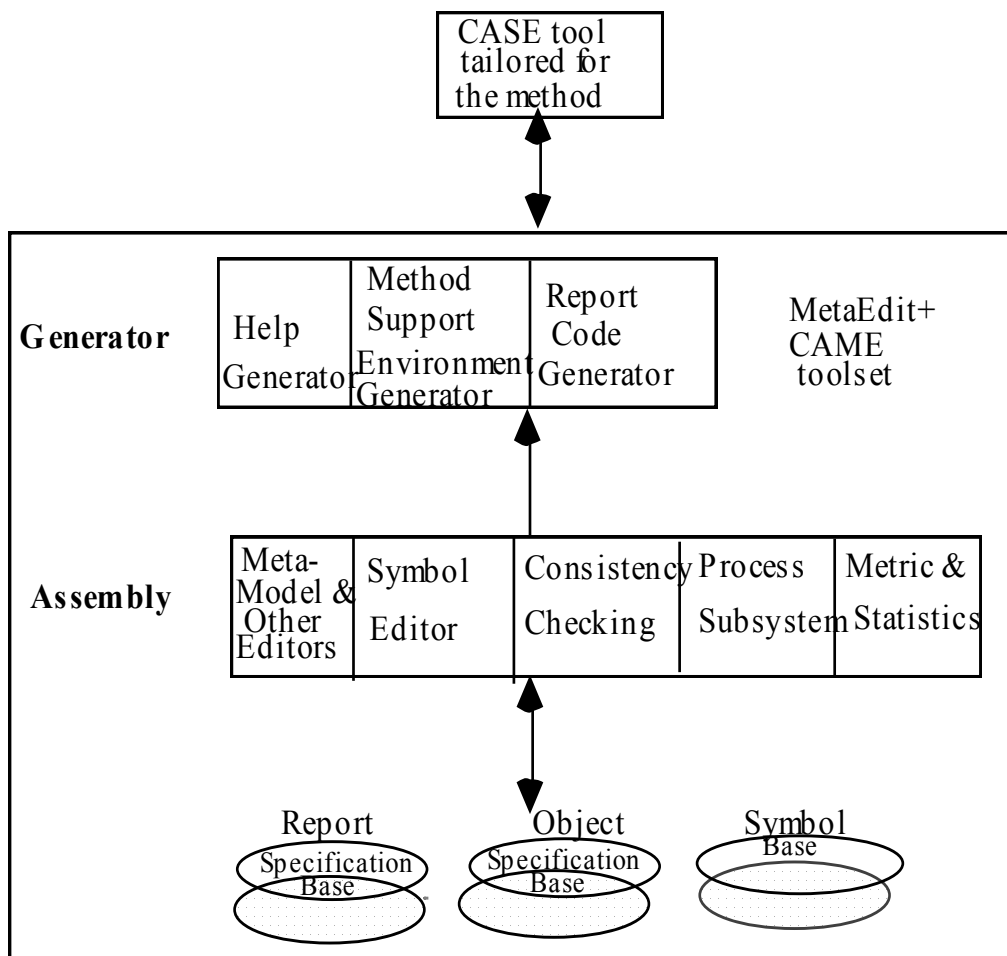 CASE tool
tailored for
the method
Generator
Help
Generator
Method
Support
Environment
Generator
Report
Code
Generator
MetaEdit+
CAME
toolset
Assembly
Meta-
Model &
Other
Editors
Symbol
Editor
Consistency
Checking
Process
Subsystem
Metric &
Statistics
Report
Specification
Base
Object
Specification
Base
Symbol
Base